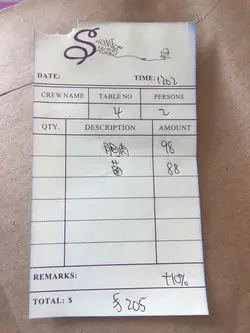 DATE: TIME: 1202
CREW NAME TABLE NO PERSONS
4 2
QTY. DESCRIPTION AMOUNT
98
88
REMARKS: +10%
TOTAL: $ $ 205